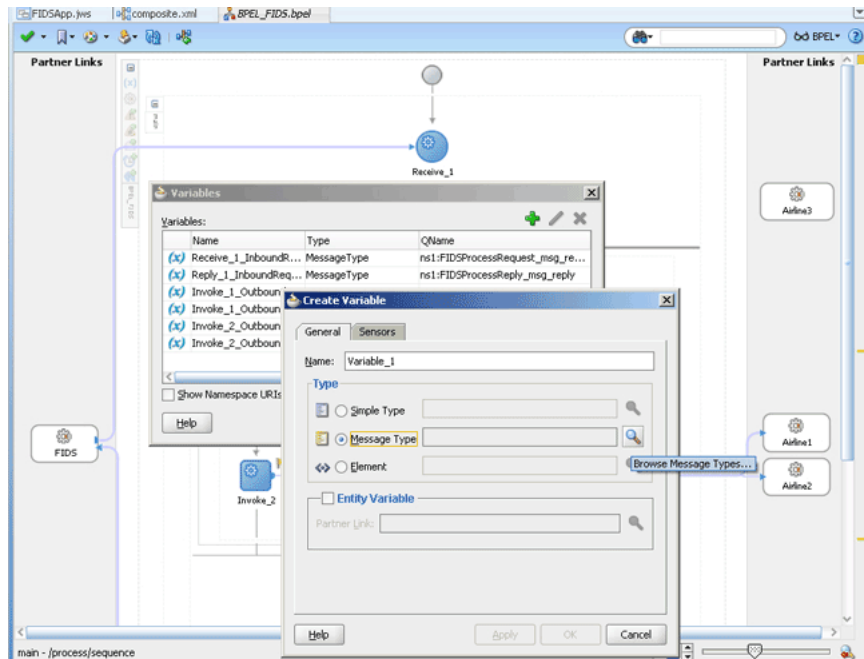 FIDSApp.jws composite.xml BPEL_FIDS.bpel
BPEL
Partner Links
Partner Links
Receive_1
Airline3
Variables
Variables:
Name Type QName
(x) Receive_1_InboundR... MessageType ns1:FIDSProcessRequest_msg_re...
(x) Reply_1_InboundReq... MessageType ns1:FIDSProcessReply_msg_reply
(x) Invoke_1_Outboun
(x) Invoke_1_Outboun
(x) Invoke_2_Outboun
(x) Invoke_2_Outboun
Show Namespace URIs
Help
Create Variable
General Sensors
Name: Variable_1
Type
Simple Type
Message Type
Element
Browse Message Types...
Entity Variable
Partner Link:
Help Apply OK Cancel
FIDS
Invoke_2
Airline1
Airline2
main - /process/sequence